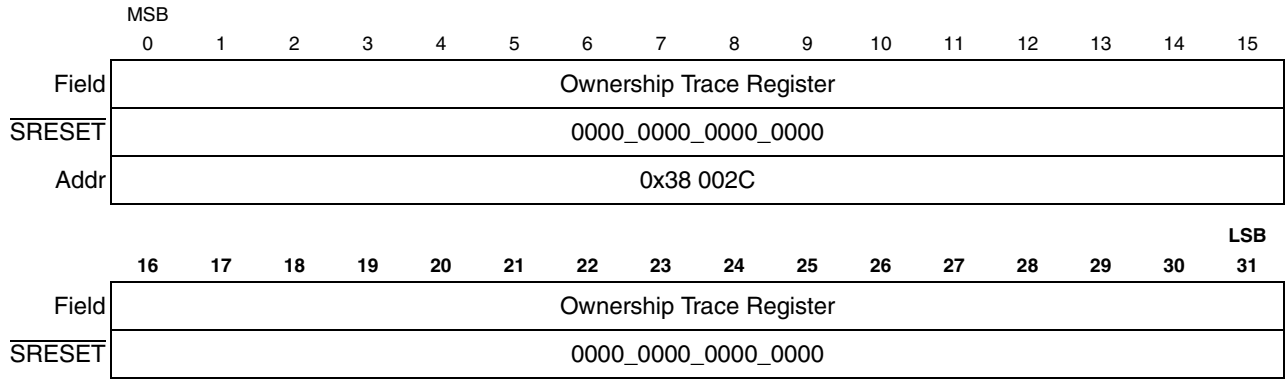 MSB
0 1 2 3 4 5 6 7 8 9 10 11 12 13 14 15
Field Ownership Trace Register
SRESET 0000_0000_0000_0000
Addr 0x38 002C
LSB
16 17 18 19 20 21 22 23 24 25 26 27 28 29 30 31
Field Ownership Trace Register
SRESET 0000_0000_0000_0000